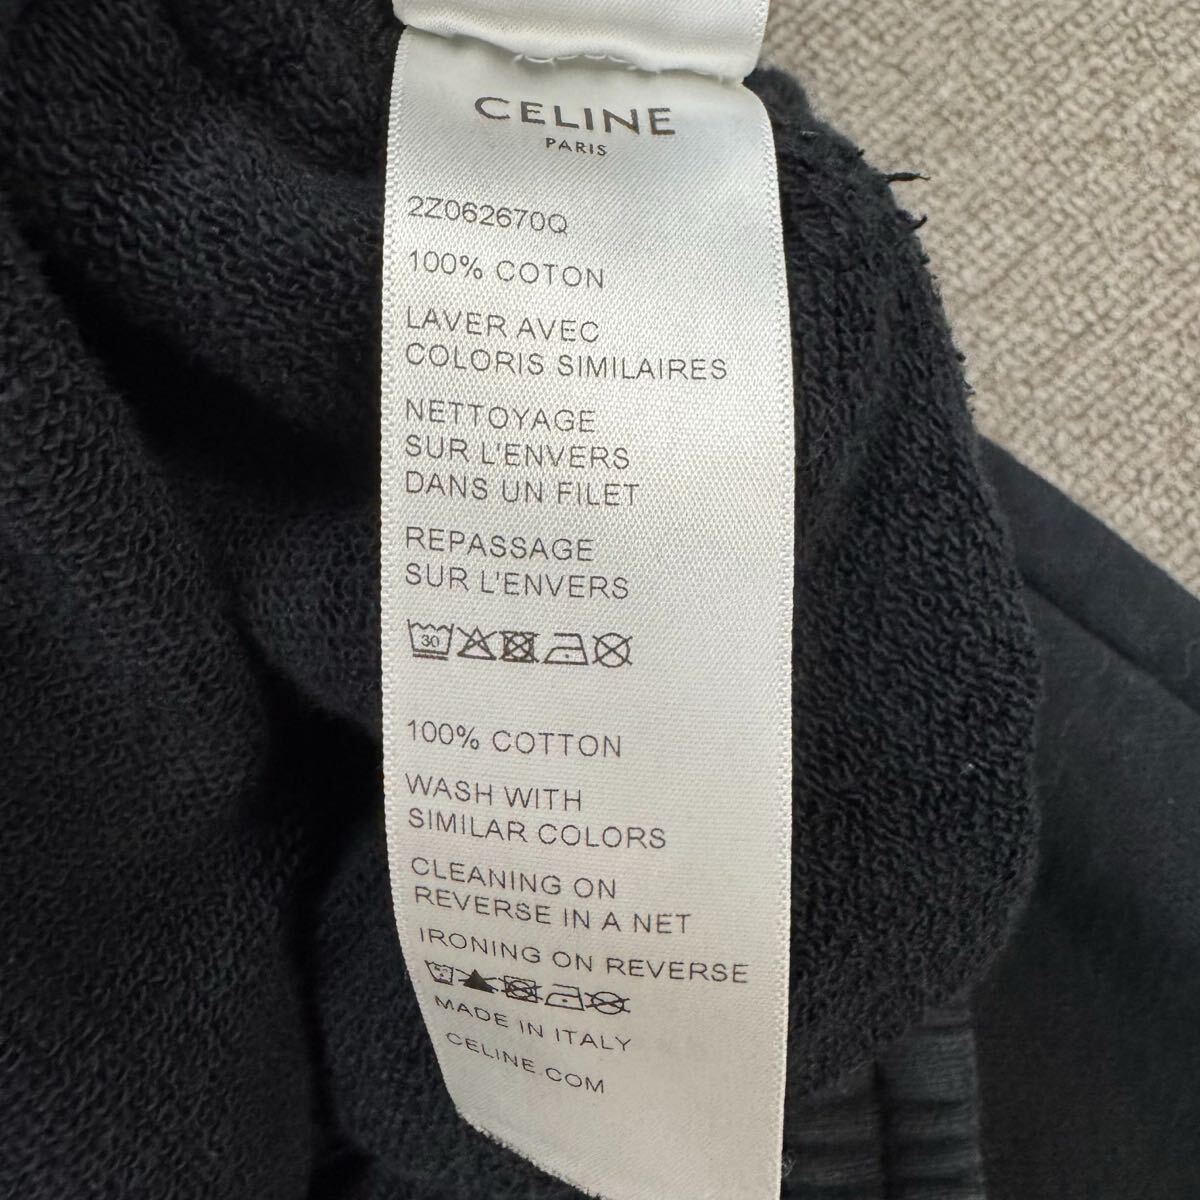 CELINE
PARIS
2Z062670Q
100% COTON
LAVER AVEC
COLORIS SIMILAIRES
NETTOYAGE
SUR L'ENVERS
DANS UN FILET
REPASSAGE
SUR L'ENVERS
30
100% COTTON
WASH WITH
SIMILAR COLORS
CLEANING ON
REVERSE IN A NET
IRONING ON REVERSE
MADE IN ITALY
CELINE.COM